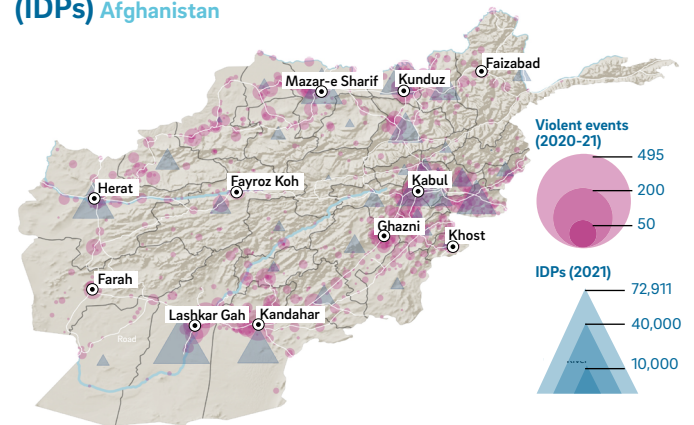 (IDPs) Afghanistan
Faizabad
Mazar-e Sharif
Kunduz
Violent events
(2020-21)
495
200
50
Herat
Fayroz Koh
Kabul
Ghazni
Khost
IDPs (2021)
72,911
40,000
10,000
Farah
Lashkar Gah
Kandahar
Road